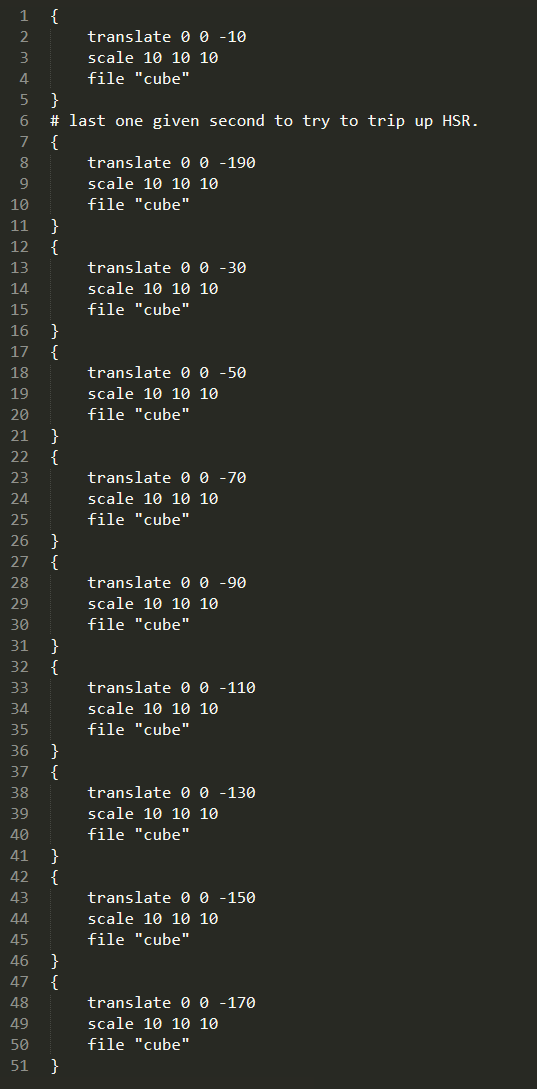 1 {
2     translate 0 0 -10
3     scale 10 10 10
4     file "cube"
5 }
6 # last one given second to try to trip up HSR.
7 {
8     translate 0 0 -190
9     scale 10 10 10
10     file "cube"
11 }
12 {
13     translate 0 0 -30
14     scale 10 10 10
15     file "cube"
16 }
17 {
18     translate 0 0 -50
19     scale 10 10 10
20     file "cube"
21 }
22 {
23     translate 0 0 -70
24     scale 10 10 10
25     file "cube"
26 }
27 {
28     translate 0 0 -90
29     scale 10 10 10
30     file "cube"
31 }
32 {
33     translate 0 0 -110
34     scale 10 10 10
35     file "cube"
36 }
37 {
38     translate 0 0 -130
39     scale 10 10 10
40     file "cube"
41 }
42 {
43     translate 0 0 -150
44     scale 10 10 10
45     file "cube"
46 }
47 {
48     translate 0 0 -170
49     scale 10 10 10
50     file "cube"
51 }